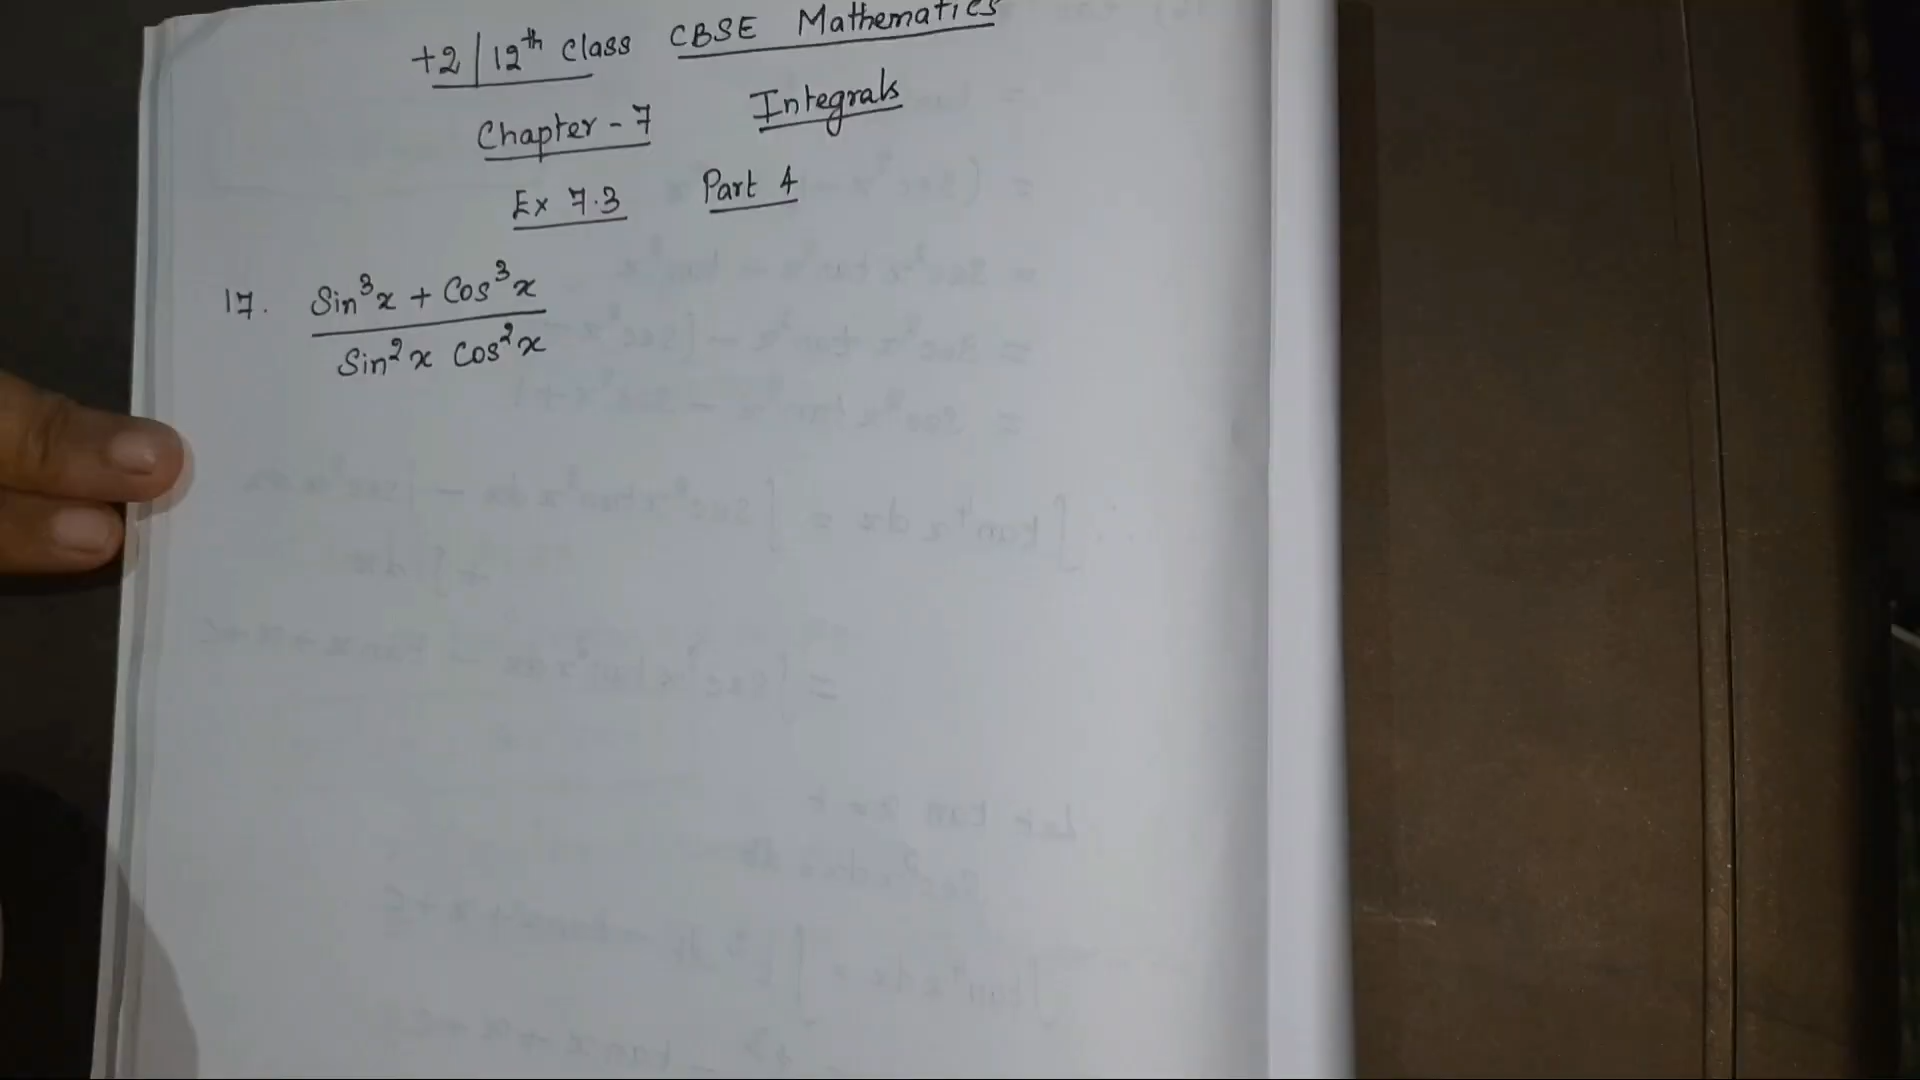 +2 | 12th Class CBSE Mathematics
Chapter - 7 Integrals
Ex 7.3 Part 4
17. Sin³x + Cos³x
Sin²x Cos²x